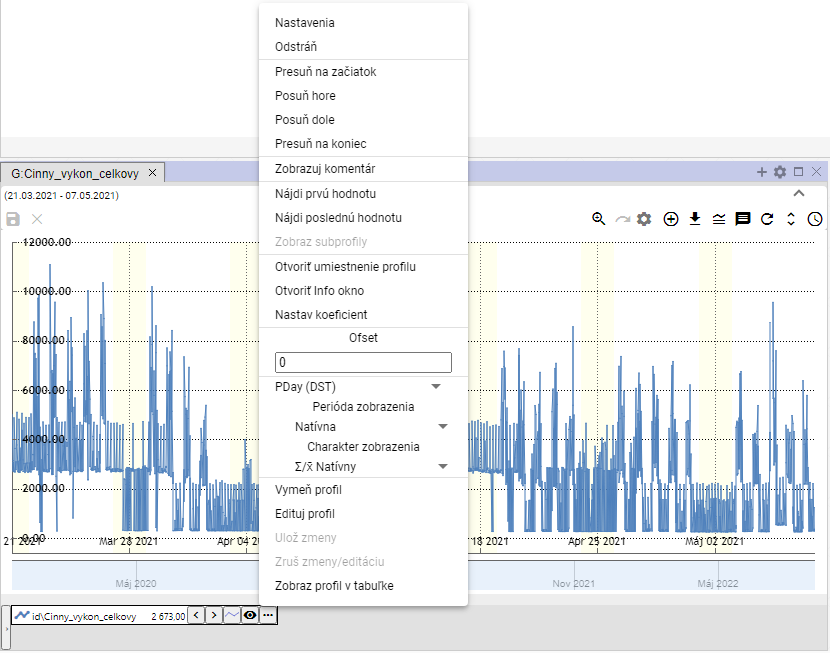 Nastavenia
Odstráň
Presuň na začiatok
Posuň hore
Posuň dole
Presuň na koniec
Zobrazuj komentár
Nájdi prvú hodnotu
Nájdi poslednú hodnotu
Zobraz subprofily
Otvoriť umiestnenie profilu
Otvoriť Info okno
Nastav koeficient
Ofset
0
PDay (DST)
Perióda zobrazenia
Natívna
Charakter zobrazenia
Σ/x̄ Natívny
Vymeň profil
Edituj profil
Ulož zmeny
Zruš zmeny/editáciu
Zobraz profil v tabuľke
G:Cinny_vykon_celkovy
(21.03.2021 - 07.05.2021)
12000.00
10000.00
8000.00
6000.00
4000.00
2000.00
0.00
2021
Mar 28 2021
Apr 04
18 2021
Apr 25 2021
Máj 02 2021
Máj 2020
Nov 2021
Máj 2022
id\Cinny_vykon_celkovy 2 673.00